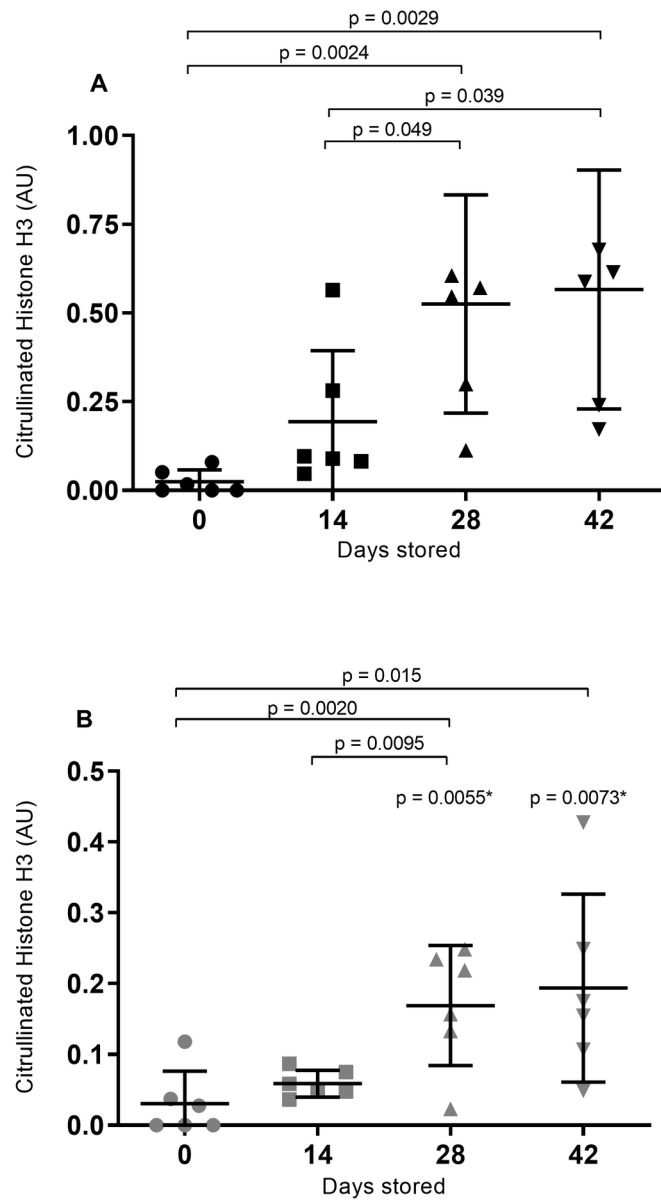 p = 0.0029
p = 0.0024
A
p = 0.039
p = 0.049
1.00
0.75
0.50
0.25
0.00
Citrullinated Histone H3 (AU)
0 14 28 42
Days stored
p = 0.015
B
p = 0.0020
p = 0.0095
p = 0.0055* p = 0.0073*
0.5
0.4
0.3
0.2
0.1
0.0
Citrullinated Histone H3 (AU)
0 14 28 42
Days stored